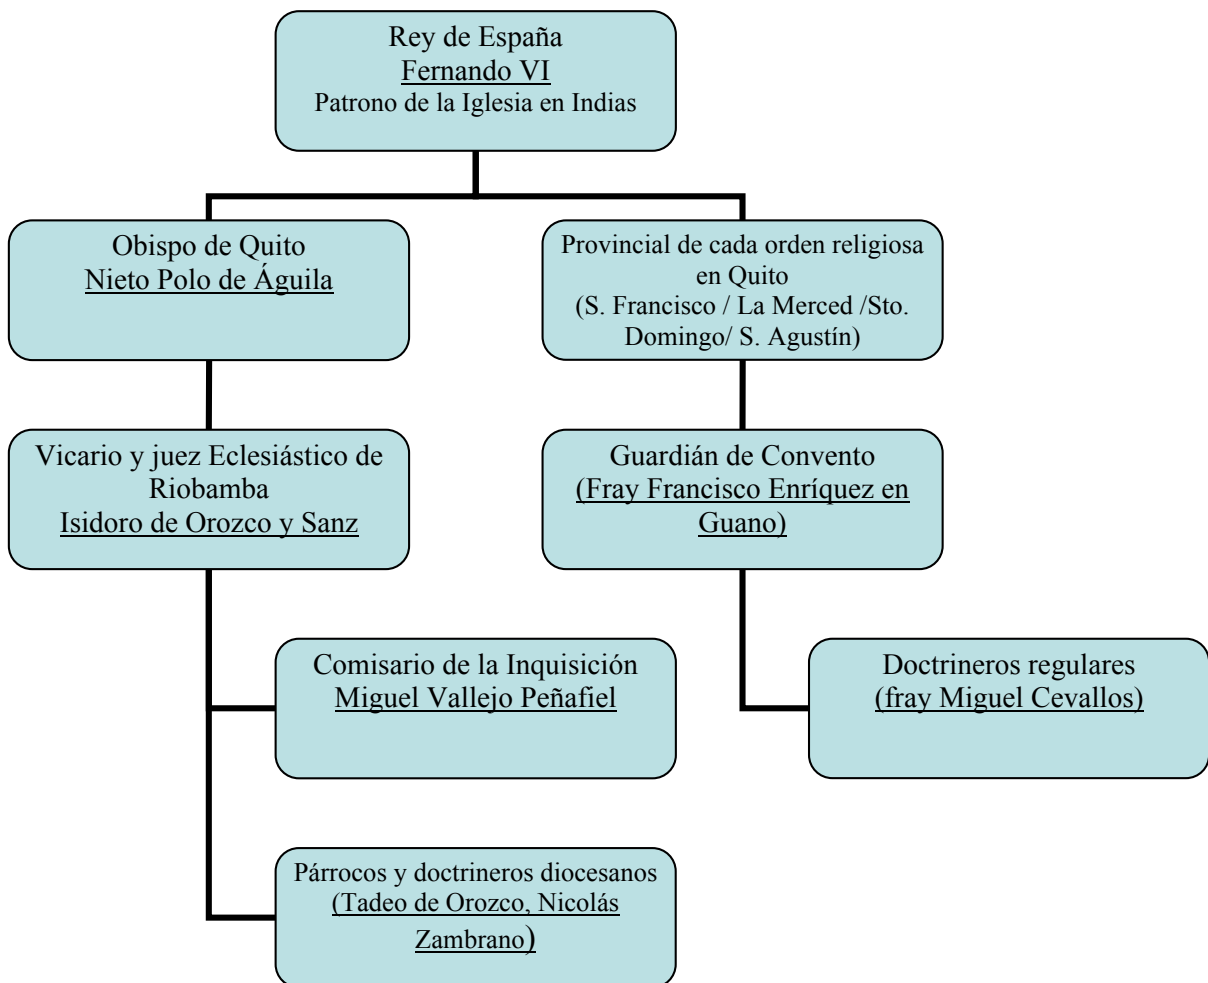 Rey de España
Fernando VI
Patrono de la Iglesia en Indias
Obispo de Quito
Nieto Polo de Águila
Provincial de cada orden religiosa
en Quito
(S. Francisco / La Merced /Sto.
Domingo/ S. Agustín)
Vicario y juez Eclesiástico de
Riobamba
Isidoro de Orozco y Sanz
Guardián de Convento
(Fray Francisco Enríquez en
Guano)
Comisario de la Inquisición
Miguel Vallejo Peñafiel
Doctrineros regulares
(fray Miguel Cevallos)
Párrocos y doctrineros diocesanos
(Tadeo de Orozco, Nicolás
Zambrano)